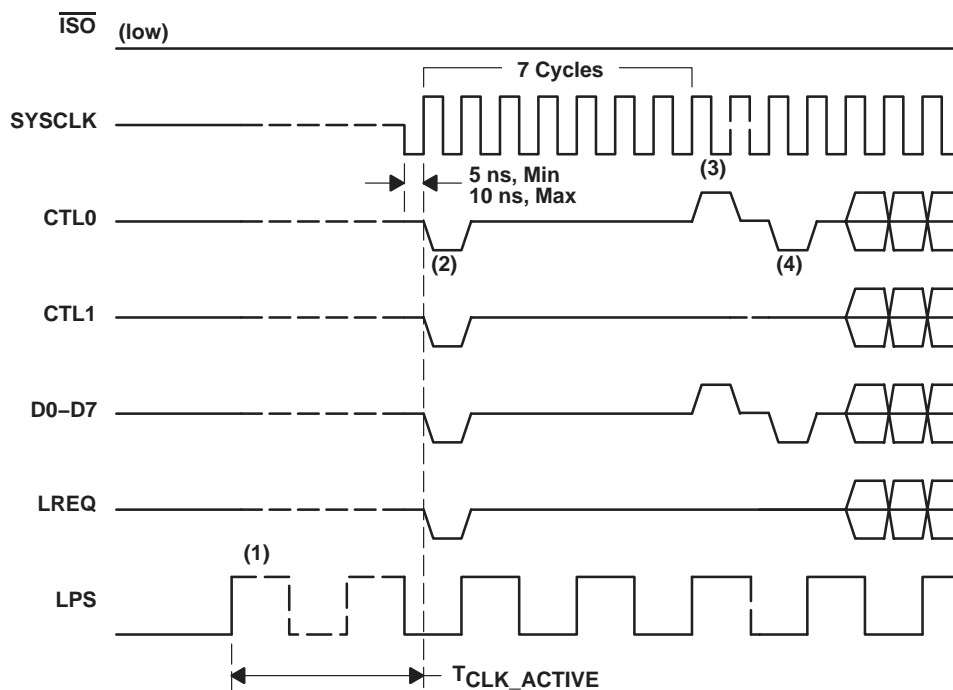 ISO (low)
7 Cycles
SYSCLK
(3)
5 ns, Min
10 ns, Max
CTL0
(2)
(4)
CTL1
D0–D7
LREQ
(1)
LPS
TCLK_ACTIVE